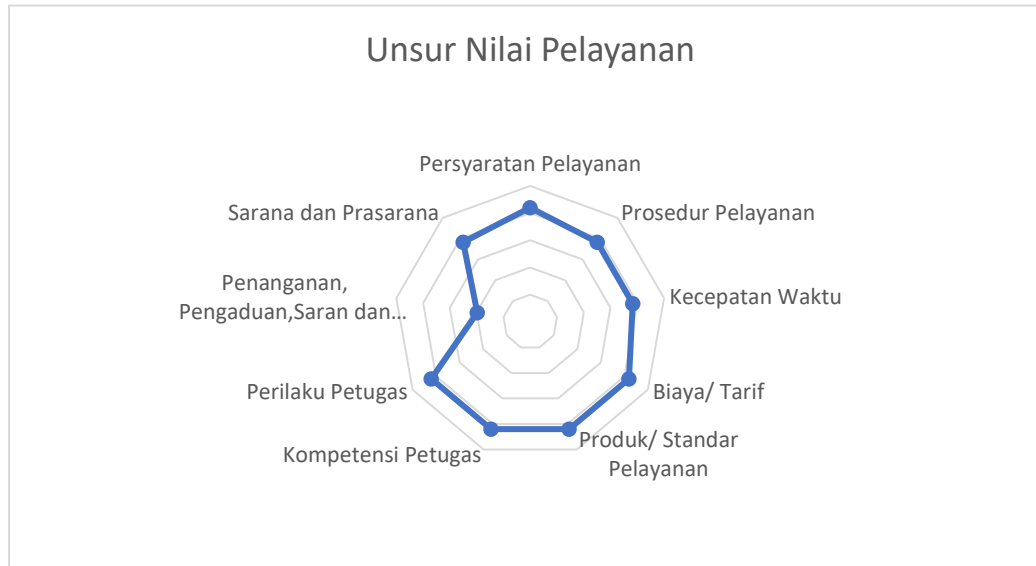 Unsur Nilai Pelayanan
Persyaratan Pelayanan
Prosedur Pelayanan
Kecepatan Waktu
Biaya/ Tarif
Produk/ Standar
Pelayanan
Kompetensi Petugas
Perilaku Petugas
Penanganan,
Pengaduan,Saran dan...
Sarana dan Prasarana